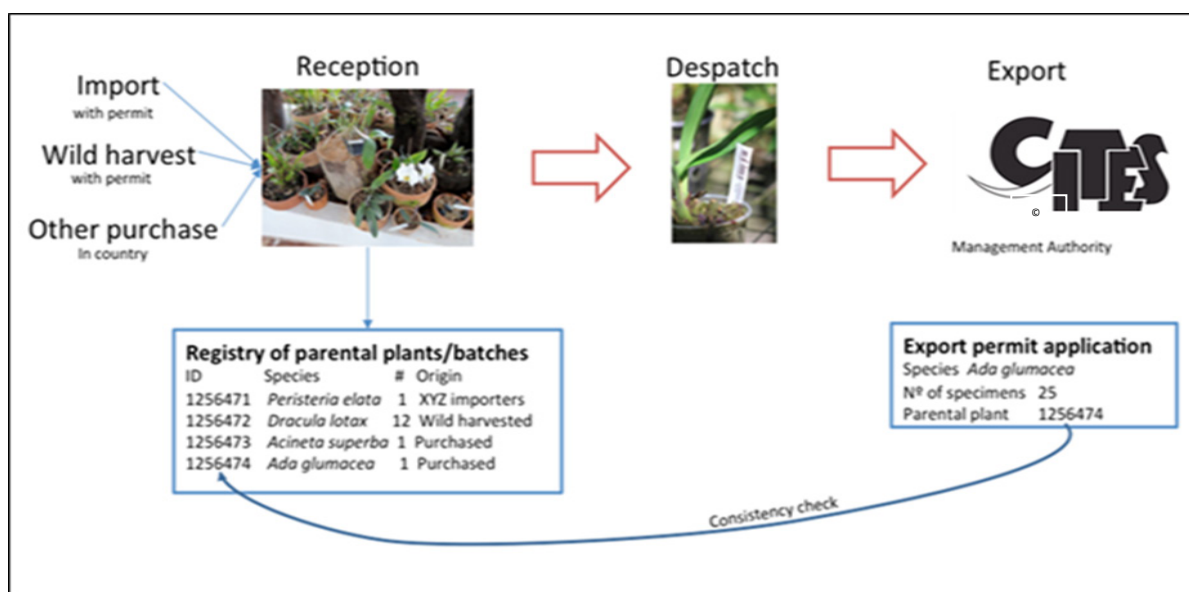 Reception
Despatch
Export
Import
with permit
Wild harvest
with permit
Other purchase
In country
CITES
©
Management Authority
Registry of parental plants/batches
ID Species # Origin
1256471 Peristeria elata 1 XYZ importers
1256472 Dracula lotax 12 Wild harvested
1256473 Acineta superba 1 Purchased
1256474 Ada glumacea 1 Purchased
Export permit application
Species Ada glumacea
Nº of specimens 25
Parental plant 1256474
Consistency check